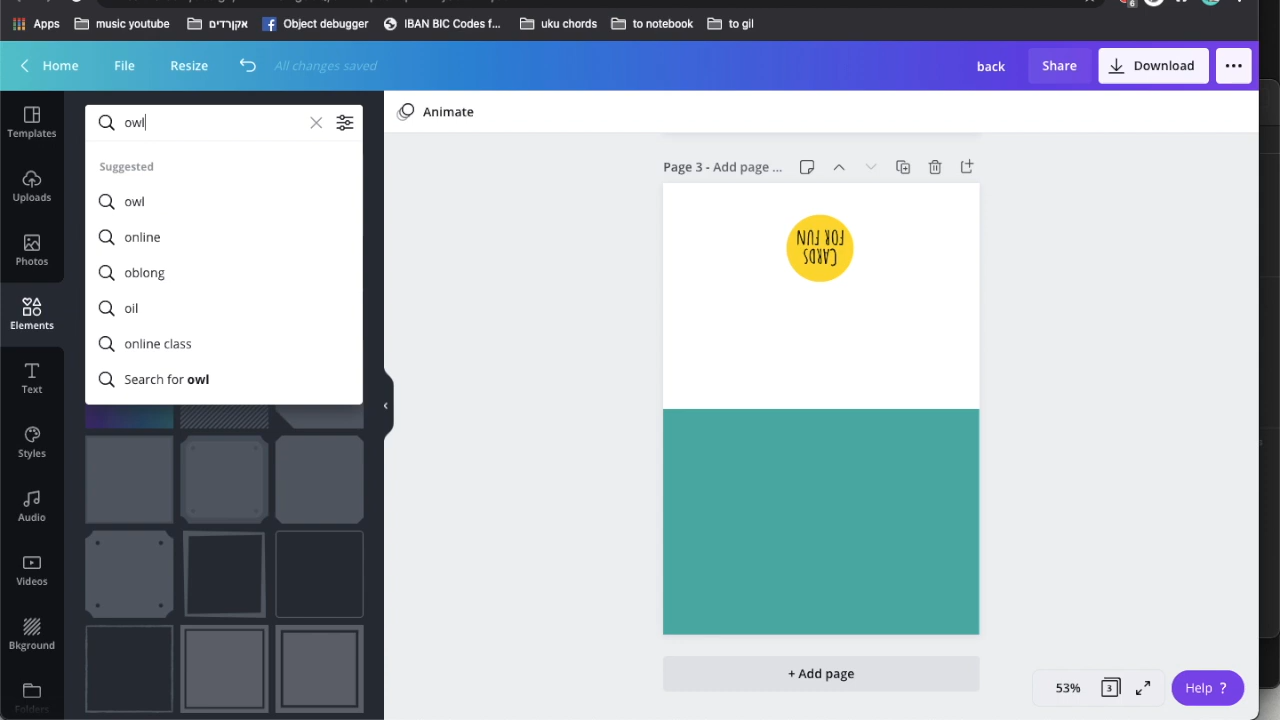 Apps
music youtube
אקורדים
Object debugger
IBAN BIC Codes f...
uku chords
to notebook
to gil
Home
File
Resize
All changes saved
back
Share
Download
Templates
Uploads
Photos
Elements
Text
Styles
Audio
Videos
Bkground
Folders
owl
Suggested
owl
online
oblong
oil
online class
Search for owl
Animate
Page 3 - Add page ...
CARDS
FOR FUN
+ Add page
53%
3
Help ?